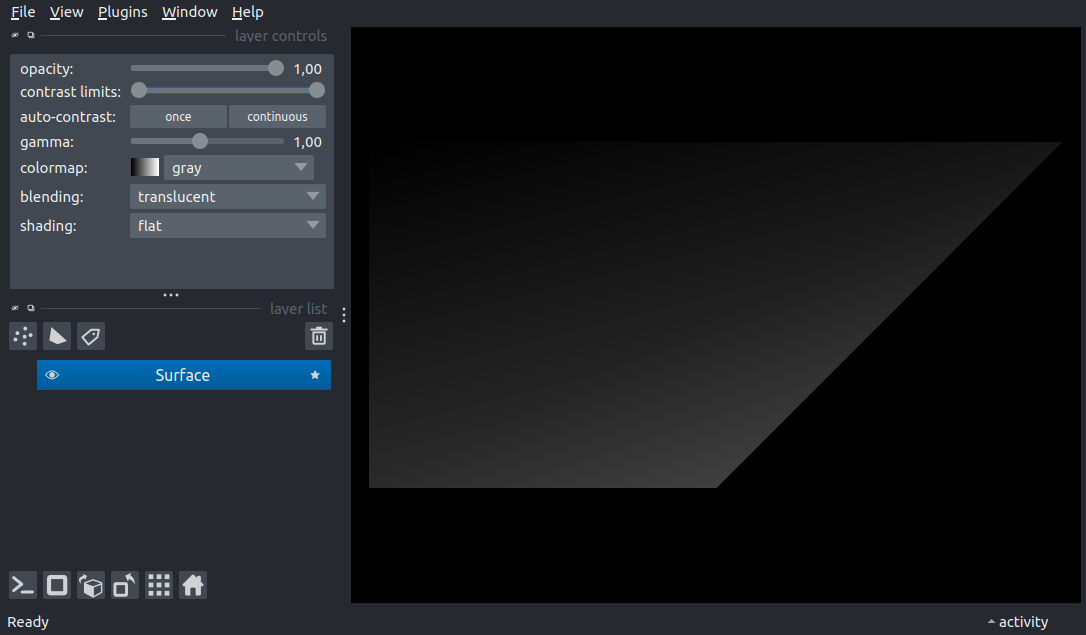 File View Plugins Window Help
layer controls
opacity: 1,00
contrast limits:
auto-contrast: once continuous
gamma: 1,00
colormap: gray
blending: translucent
shading: flat
layer list
Surface
Ready activity